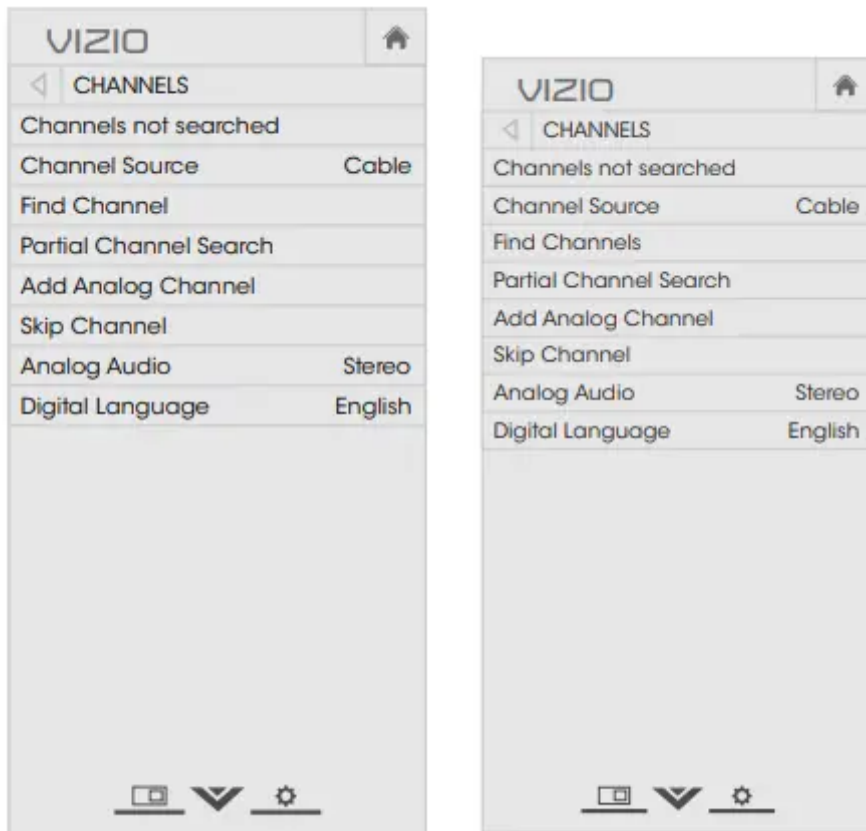 VIZIO
CHANNELS
Channels not searched
Channel Source Cable
Find Channel
Partial Channel Search
Add Analog Channel
Skip Channel
Analog Audio Stereo
Digital Language English
VIZIO
CHANNELS
Channels not searched
Channel Source Cable
Find Channels
Partial Channel Search
Add Analog Channel
Skip Channel
Analog Audio Stereo
Digital Language English